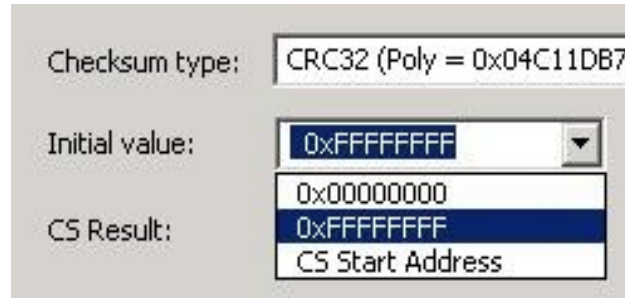 Checksum type: CRC32 (Poly = 0x04C11DB7
Initial value: 0xFFFFFFFF
0x00000000
CS Result: 0xFFFFFFFF
CS Start Address